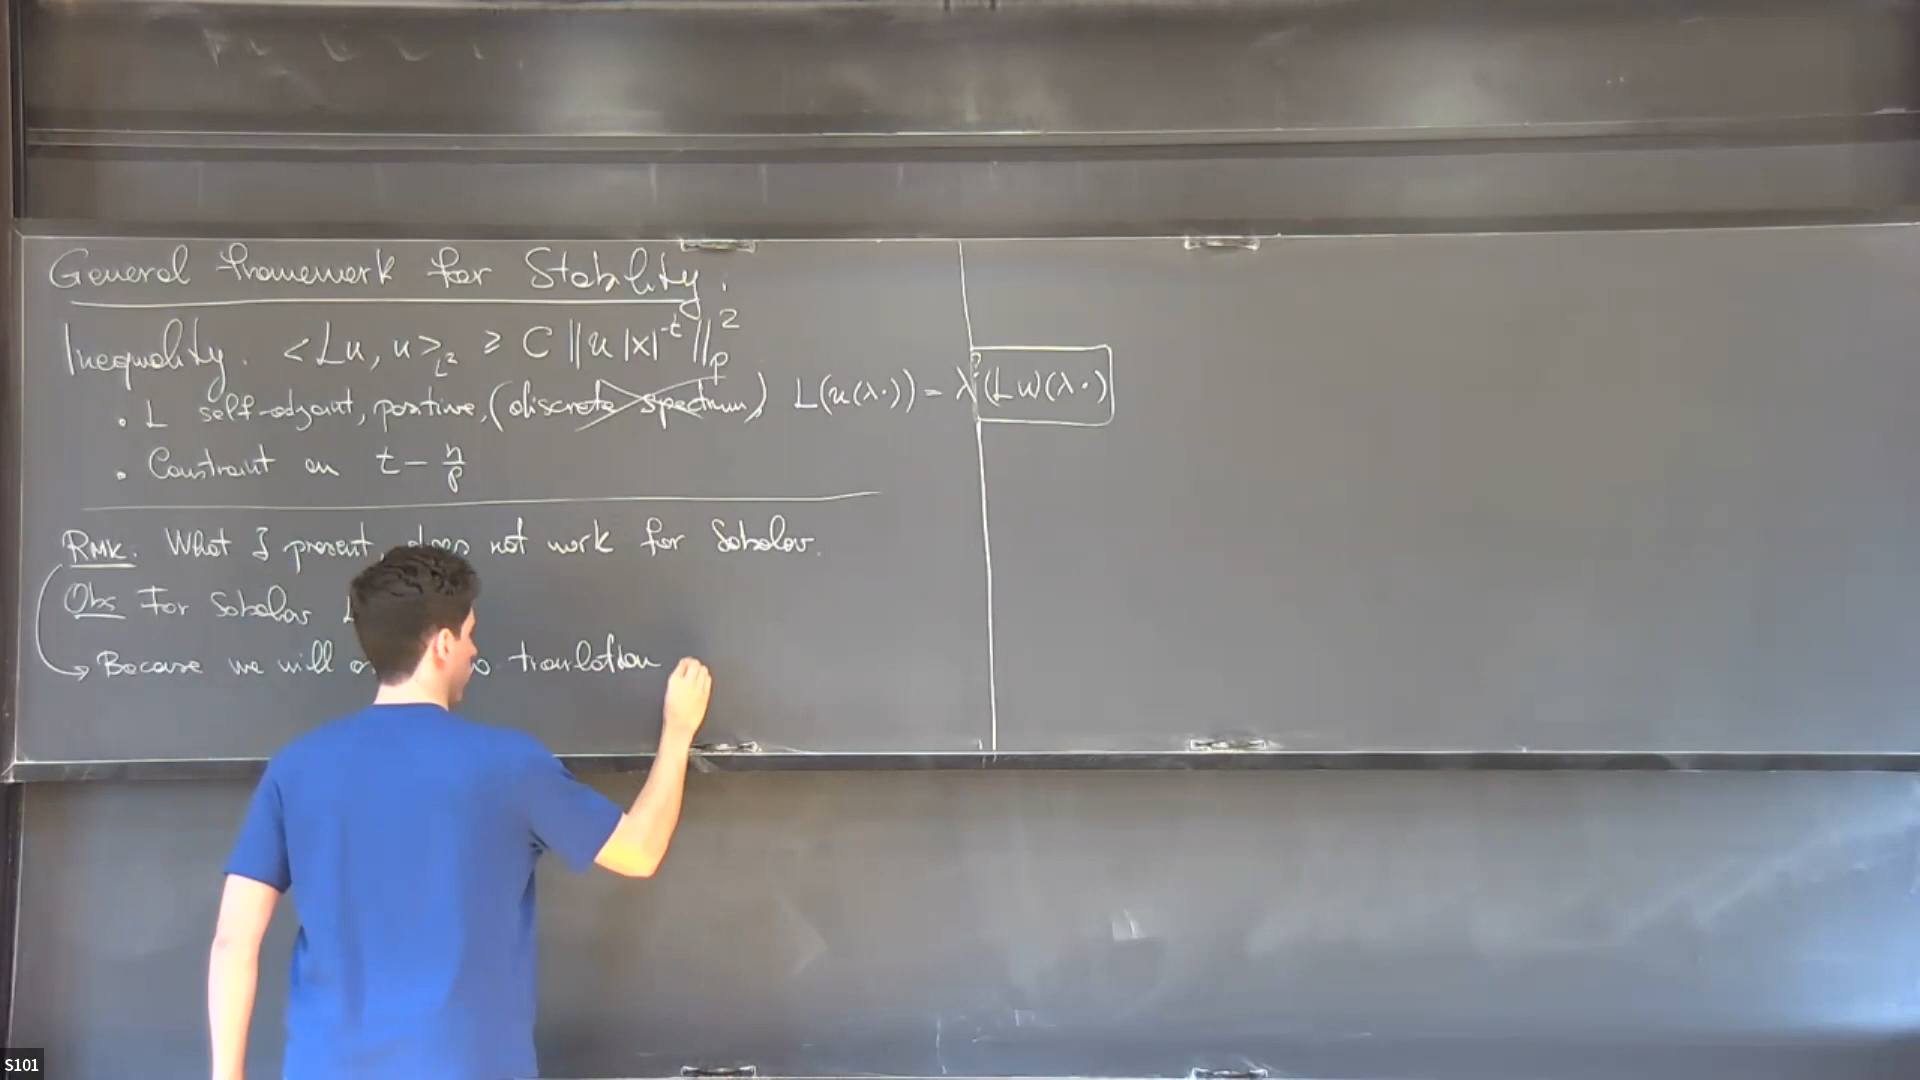 General framework for Stability.
Inequality. <Lu, u>_{L²} ≥ C ||u |x|^{-t}||_p^2
• L self-adjoint, positive, (discrete spectrum) L(u(λ·)) = λ^? (Lu)(λ·)
• Constraint on t - n/p
RMK. What I present, does not work for Sobolev.
Obs For Sobolev
→ Because we will translation
S101